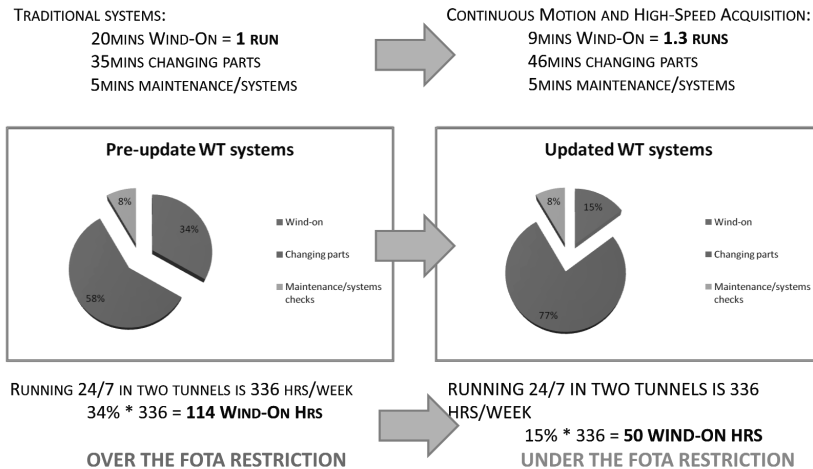 TRADITIONAL SYSTEMS:
20MINS WIND-ON = 1 RUN
35MINS CHANGING PARTS
5MINS MAINTENANCE/SYSTEMS
CONTINUOUS MOTION AND HIGH-SPEED ACQUISITION:
9MINS WIND-ON = 1.3 RUNS
46MINS CHANGING PARTS
5MINS MAINTENANCE/SYSTEMS
Pre-update WT systems
8%
34%
58%
Wind-on
Changing parts
Maintenance/systems
checks
Updated WT systems
8%
15%
77%
Wind-on
Changing parts
Maintenance/systems
checks
RUNNING 24/7 IN TWO TUNNELS IS 336 HRS/WEEK
34% * 336 = 114 WIND-ON HRS
OVER THE FOTA RESTRICTION
RUNNING 24/7 IN TWO TUNNELS IS 336
HRS/WEEK
15% * 336 = 50 WIND-ON HRS
UNDER THE FOTA RESTRICTION